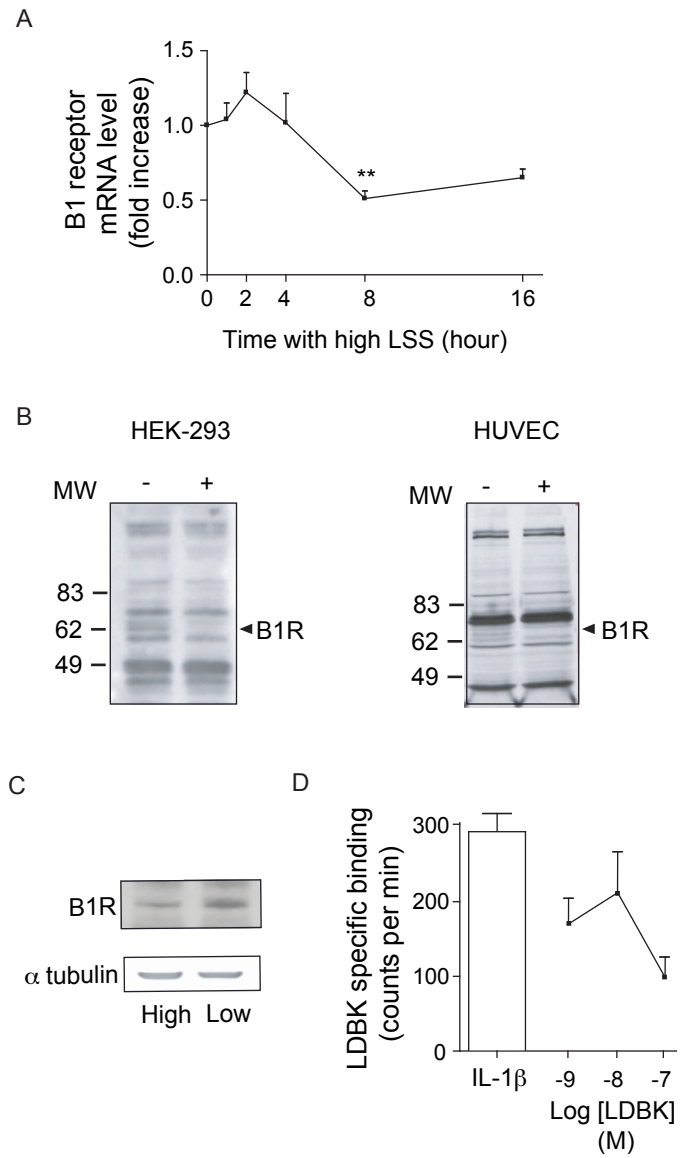 A
B1 receptor
mRNA level
(fold increase)
1.5
1.0
0.5
0.0
**
0 2 4 8 16
Time with high LSS (hour)
B
HEK-293
MW - +
83
62
49
B1R
HUVEC
MW - +
83
62
49
B1R
C
B1R
α tubulin
High Low
D
LDBK specific binding
(counts per min)
300
200
100
0
IL-1β -9 -8 -7
Log [LDBK]
(M)